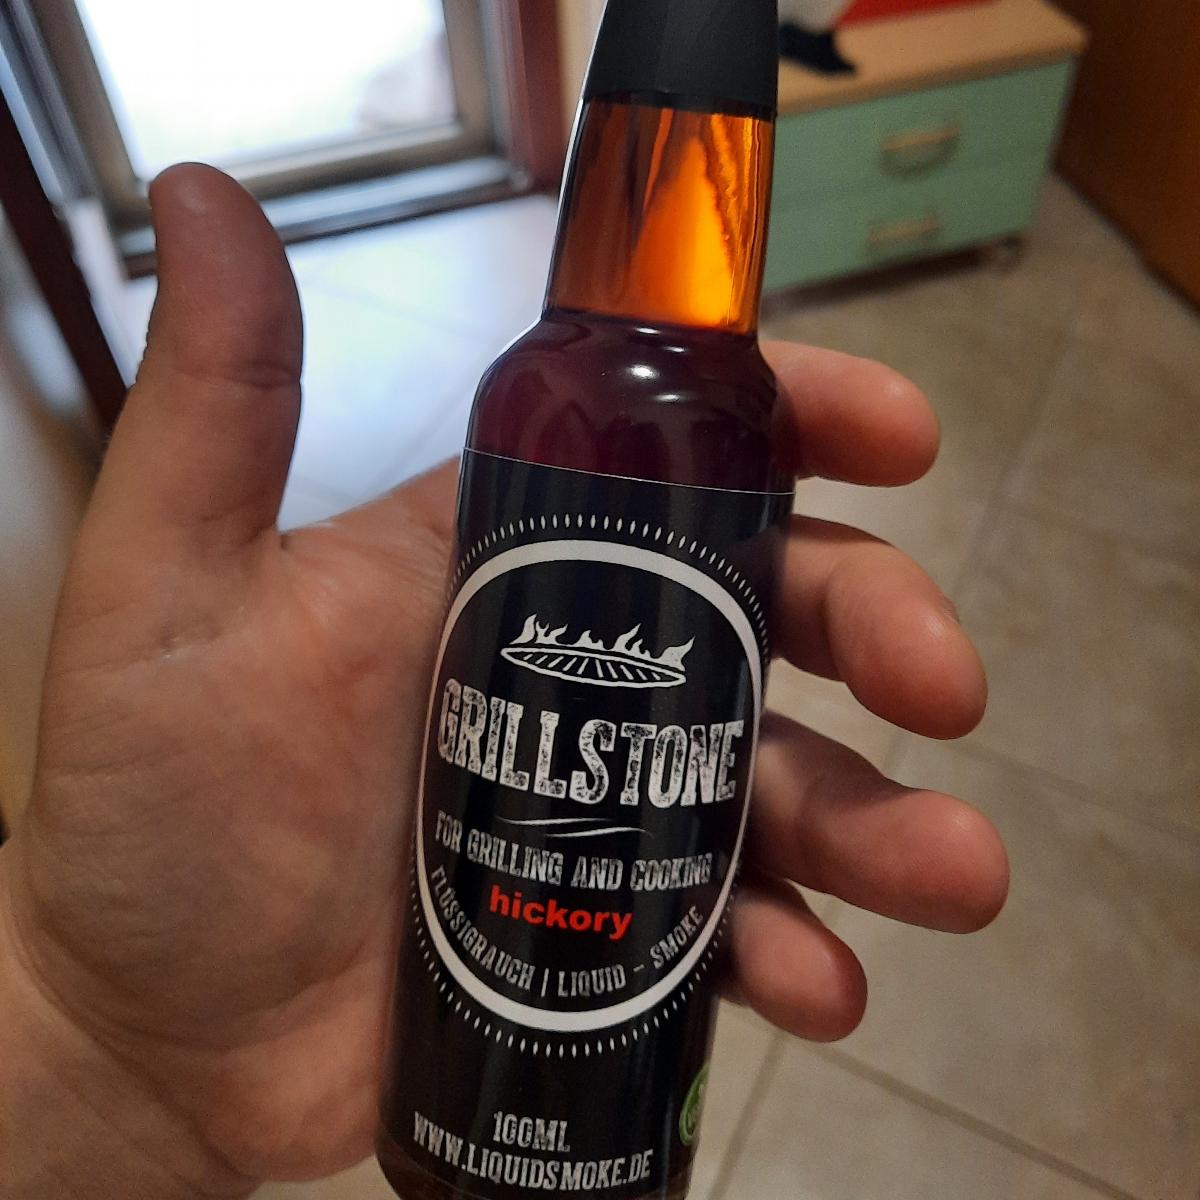 GRILLSTONE
FOR GRILLING AND COOKING
hickory
FLÜSSIGRAUCH | LIQUID - SMOKE
100ML
WWW.LIQUIDSMOKE.DE